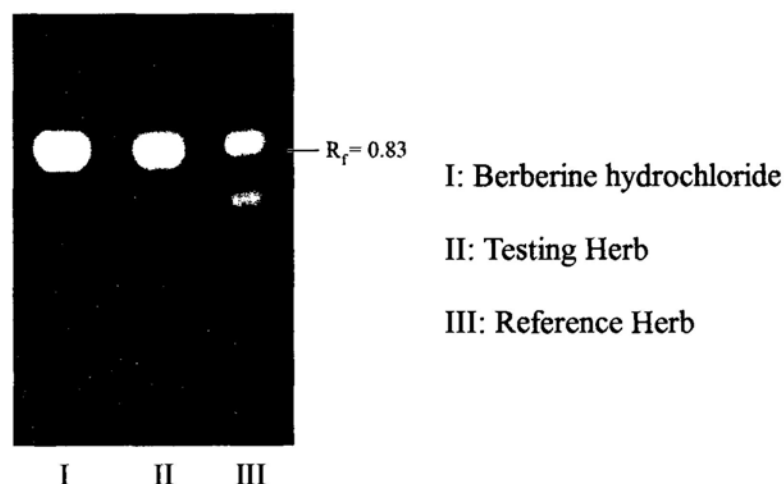 R_f = 0.83
I: Berberine hydrochloride
II: Testing Herb
III: Reference Herb
I II III